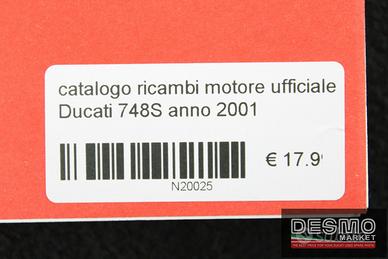 catalogo ricambi motore ufficiale
Ducati 748S anno 2001
€ 17.9
N20025
DESMO
MARKET